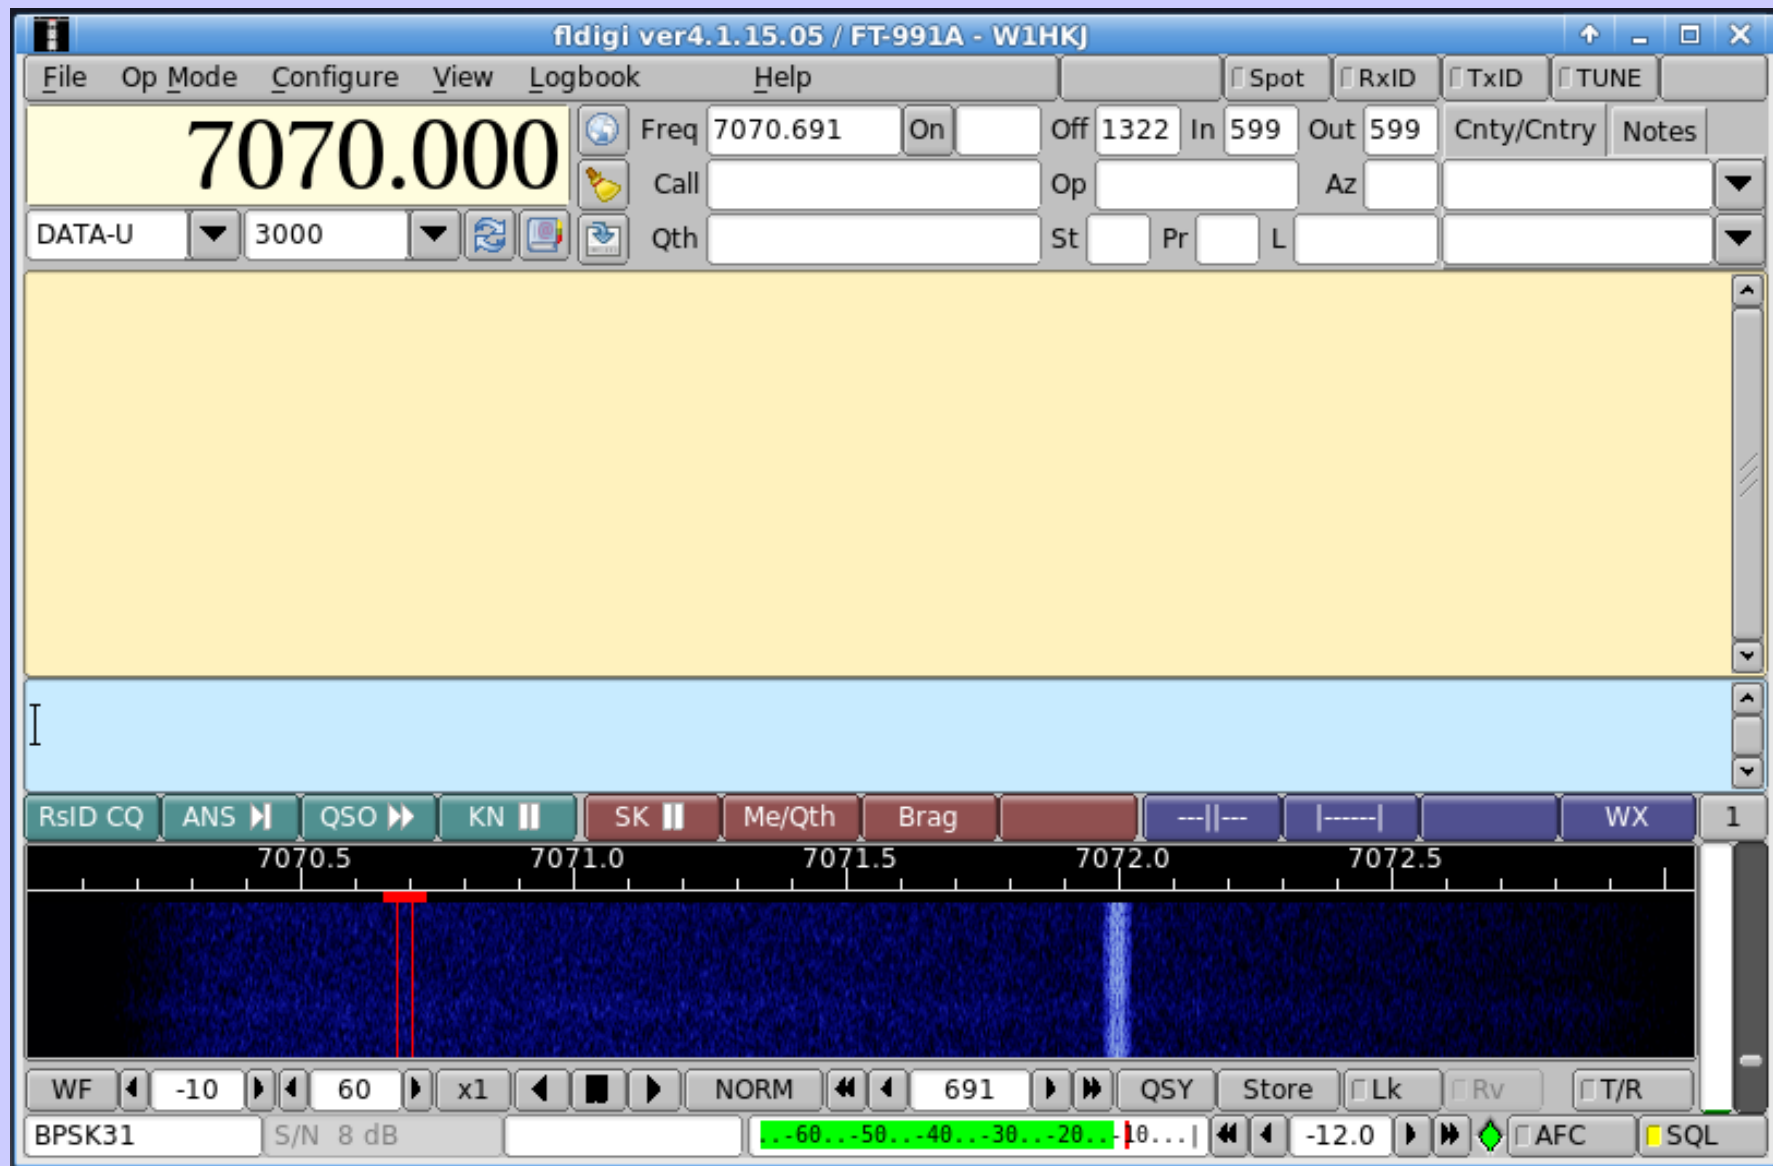 fldigi ver4.1.15.05 / FT-991A - W1HKJ
File Op Mode Configure View Logbook Help Spot RxID TxID TUNE
7070.000 Freq 7070.691 On Off 1322 In 599 Out 599 Cnty/Cntry Notes
Call Op Az
DATA-U 3000 Qth St Pr L
RsID CQ ANS QSO KN SK Me/Qth Brag ---||--- |------| WX 1
7070.5 7071.0 7071.5 7072.0 7072.5
WF -10 60 x1 NORM 691 QSY Store Lk Rv T/R
BPSK31 S/N 8 dB ..-60..-50..-40..-30..-20..-10...| -12.0 AFC SQL